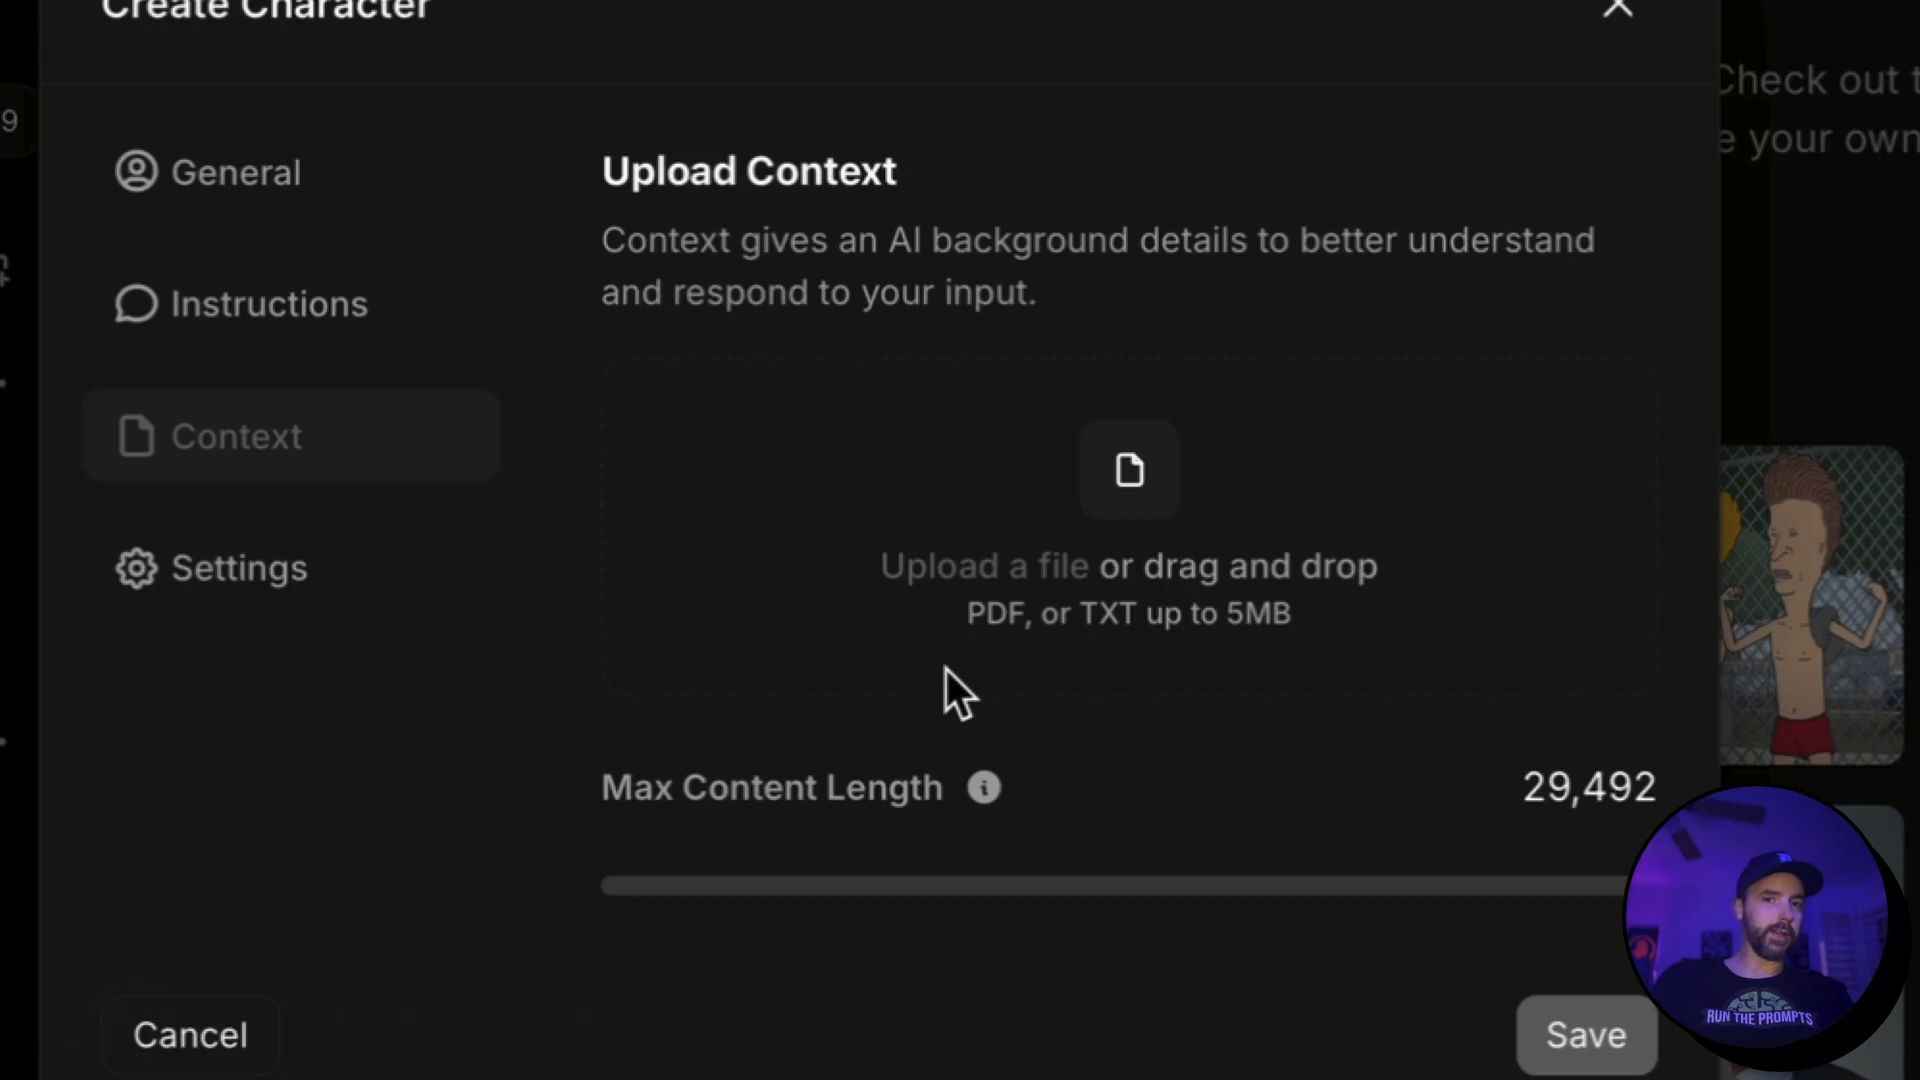 Create Character
9
Check out t
e your own
General
Instructions
Context
Settings
Upload Context
Context gives an AI background details to better understand
and respond to your input.
Upload a file or drag and drop
PDF, or TXT up to 5MB
Max Content Length
29,492
RUN THE PROMPTS
Cancel
Save